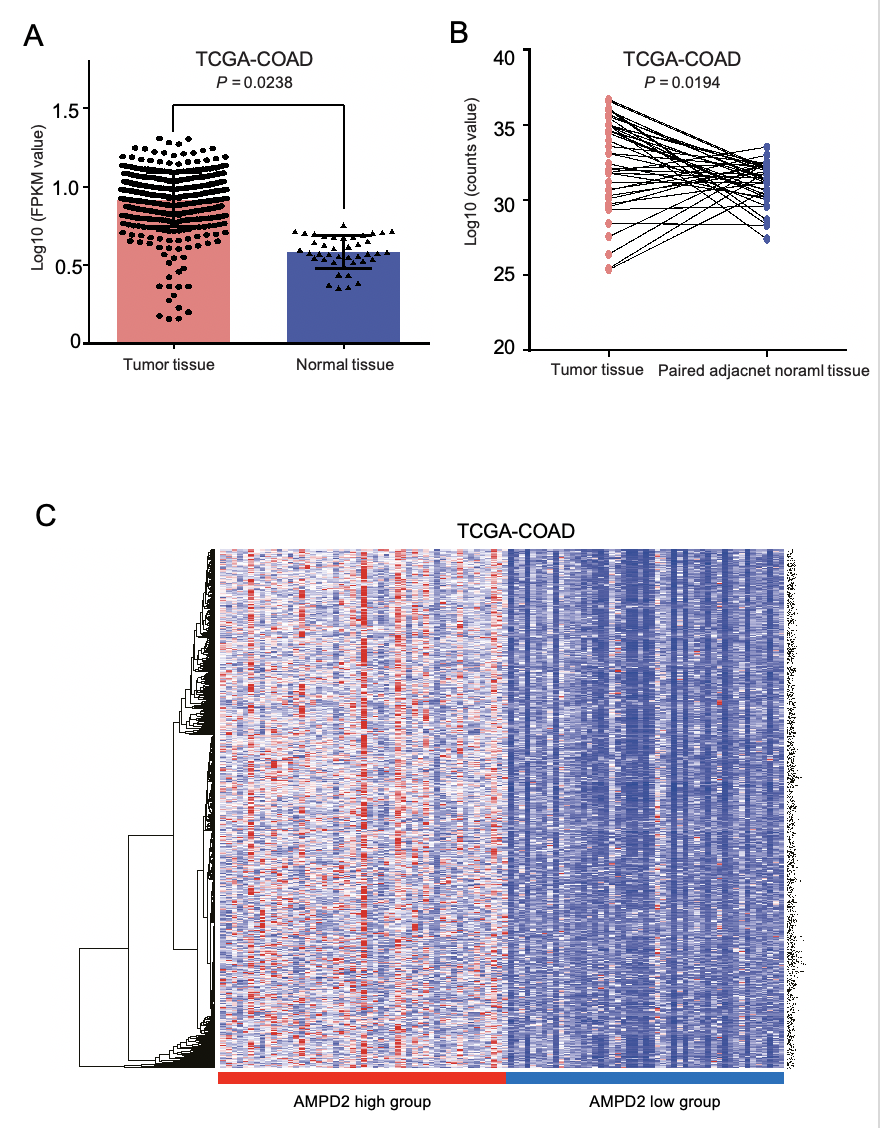 A
TCGA-COAD
P = 0.0238
Log10 (FPKM value)
1.5
1.0
0.5
0
Tumor tissue
Normal tissue
B
TCGA-COAD
P = 0.0194
Log10 (counts value)
40
35
30
25
20
Tumor tissue
Paired adjacnet noraml tissue
C
TCGA-COAD
AMPD2 high group
AMPD2 low group